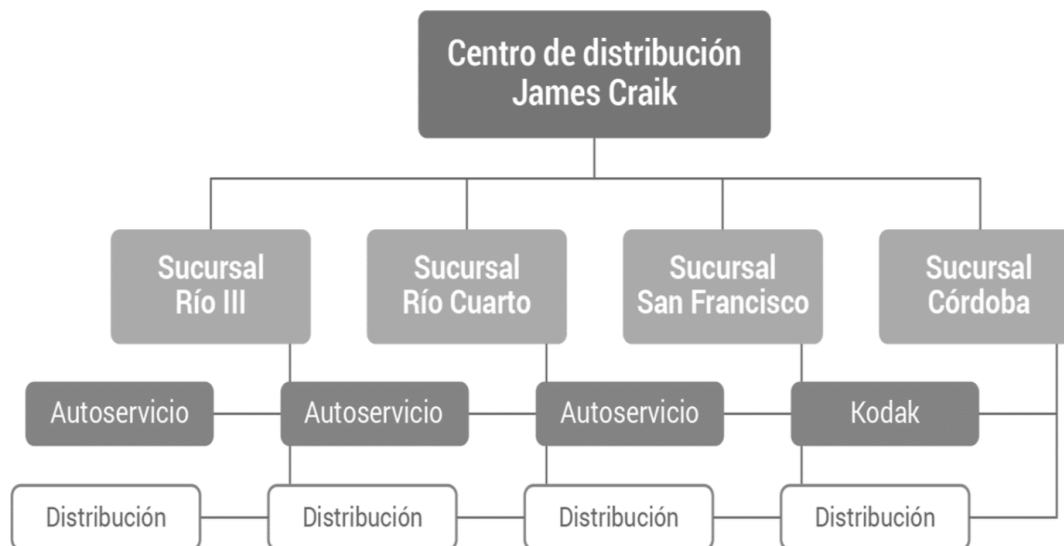 Centro de distribución
James Craik
Sucursal
Río III
Sucursal
Río Cuarto
Sucursal
San Francisco
Sucursal
Córdoba
Autoservicio
Autoservicio
Autoservicio
Kodak
Distribución
Distribución
Distribución
Distribución